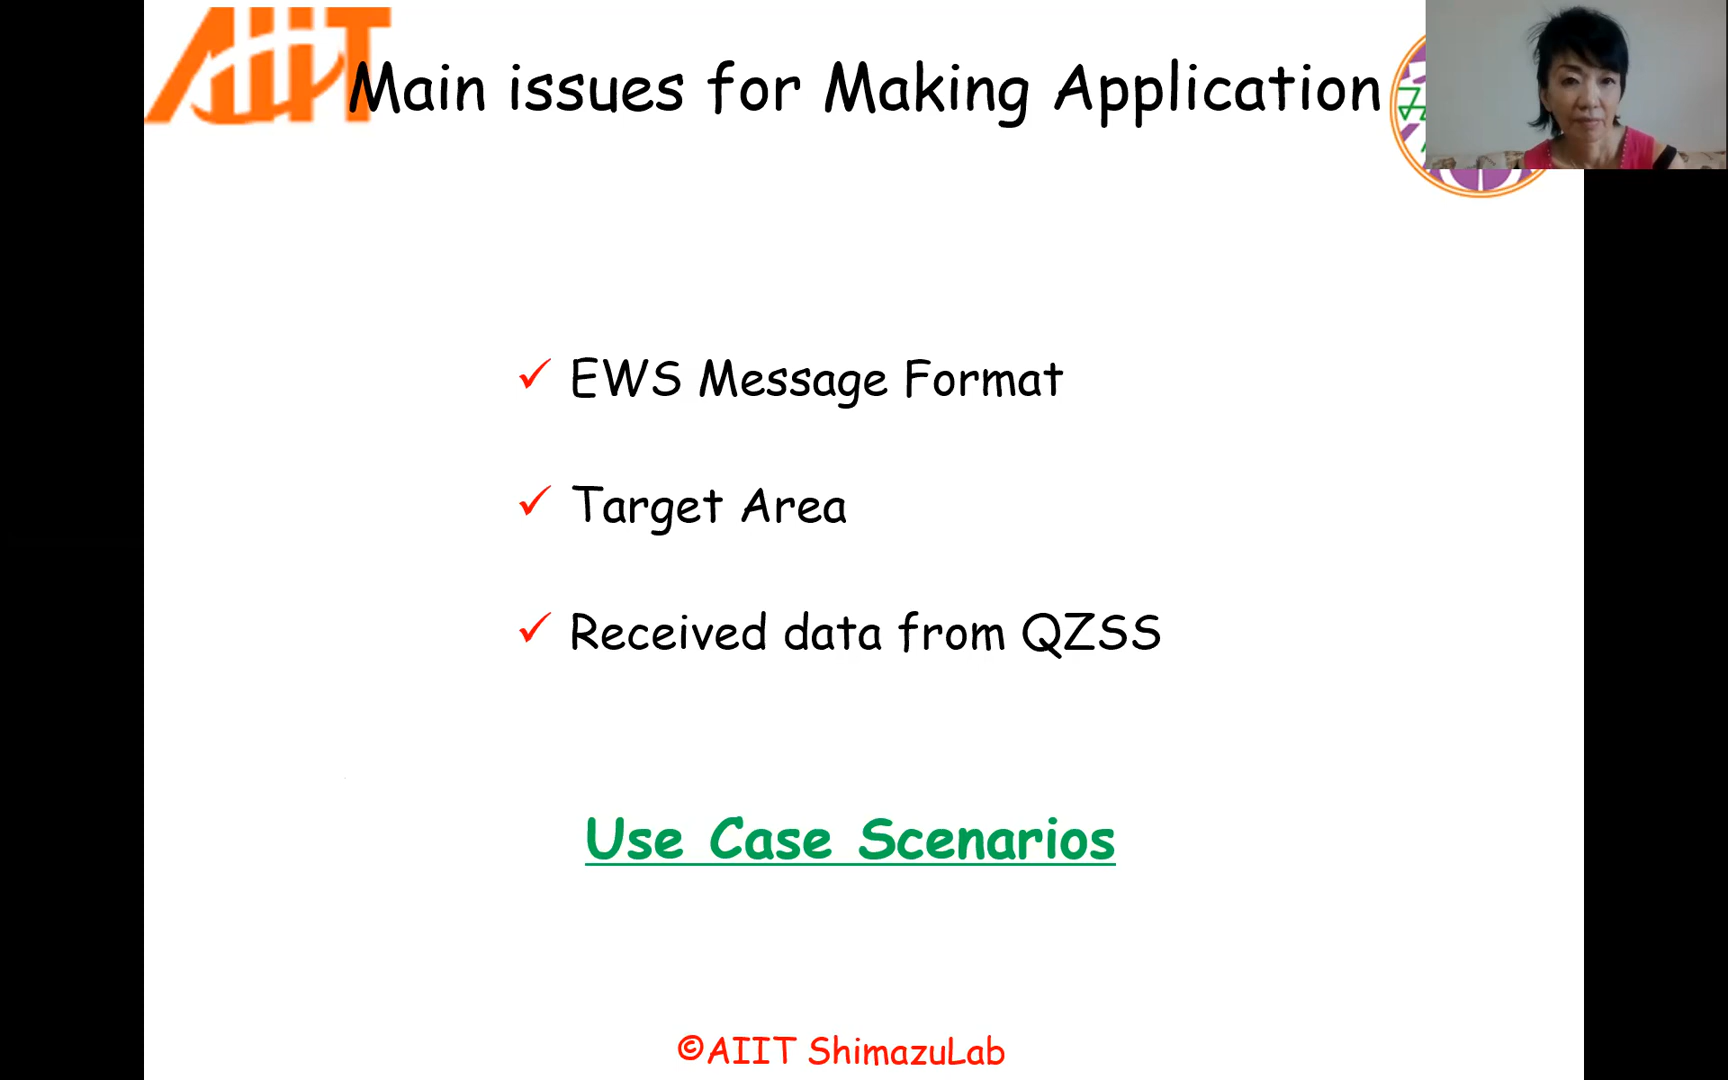 AIIT
Main issues for Making Application
✓ EWS Message Format
✓ Target Area
✓ Received data from QZSS
Use Case Scenarios
©AIIT ShimazuLab